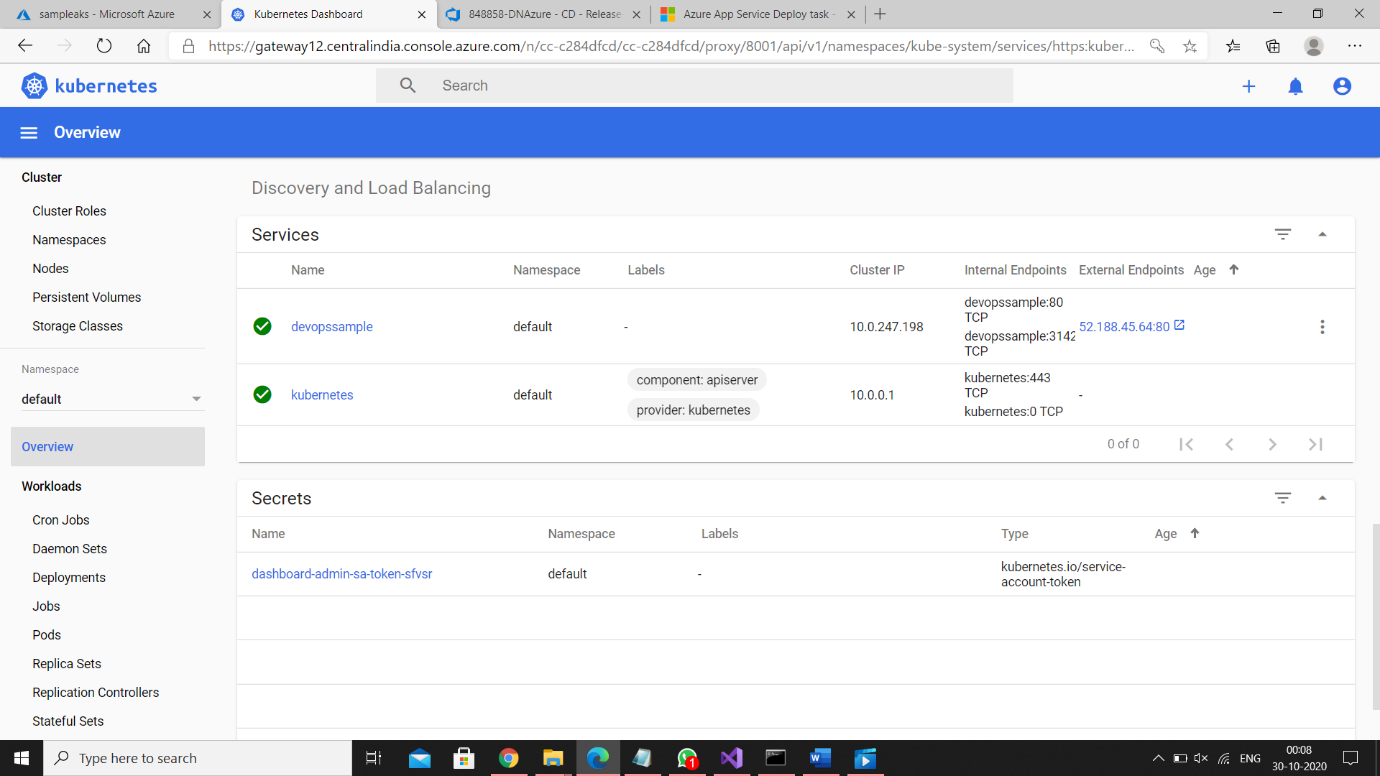 sampleaks - Microsoft Azure
Kubernetes Dashboard
848858-DNAzure - CD - Release-
Azure App Service Deploy task -
https://gateway12.centralindia.console.azure.com/n/cc-c284dfcd/cc-c284dfcd/proxy/8001/api/v1/namespaces/kube-system/services/https:kuber...
kubernetes
Search
Overview
Cluster
Cluster Roles
Namespaces
Nodes
Persistent Volumes
Storage Classes
Namespace
default
Overview
Workloads
Cron Jobs
Daemon Sets
Deployments
Jobs
Pods
Replica Sets
Replication Controllers
Stateful Sets
Discovery and Load Balancing
Services
Name Namespace Labels Cluster IP Internal Endpoints External Endpoints Age
devopssample default - 10.0.247.198 devopssample:80 TCP devopssample:3142 TCP 52.188.45.64:80
kubernetes default component: apiserver provider: kubernetes 10.0.0.1 kubernetes:443 TCP kubernetes:0 TCP -
0 of 0
Secrets
Name Namespace Labels Type Age
dashboard-admin-sa-token-sfvsr default - kubernetes.io/service-account-token
Type here to search
1
ENG
00:08
30-10-2020